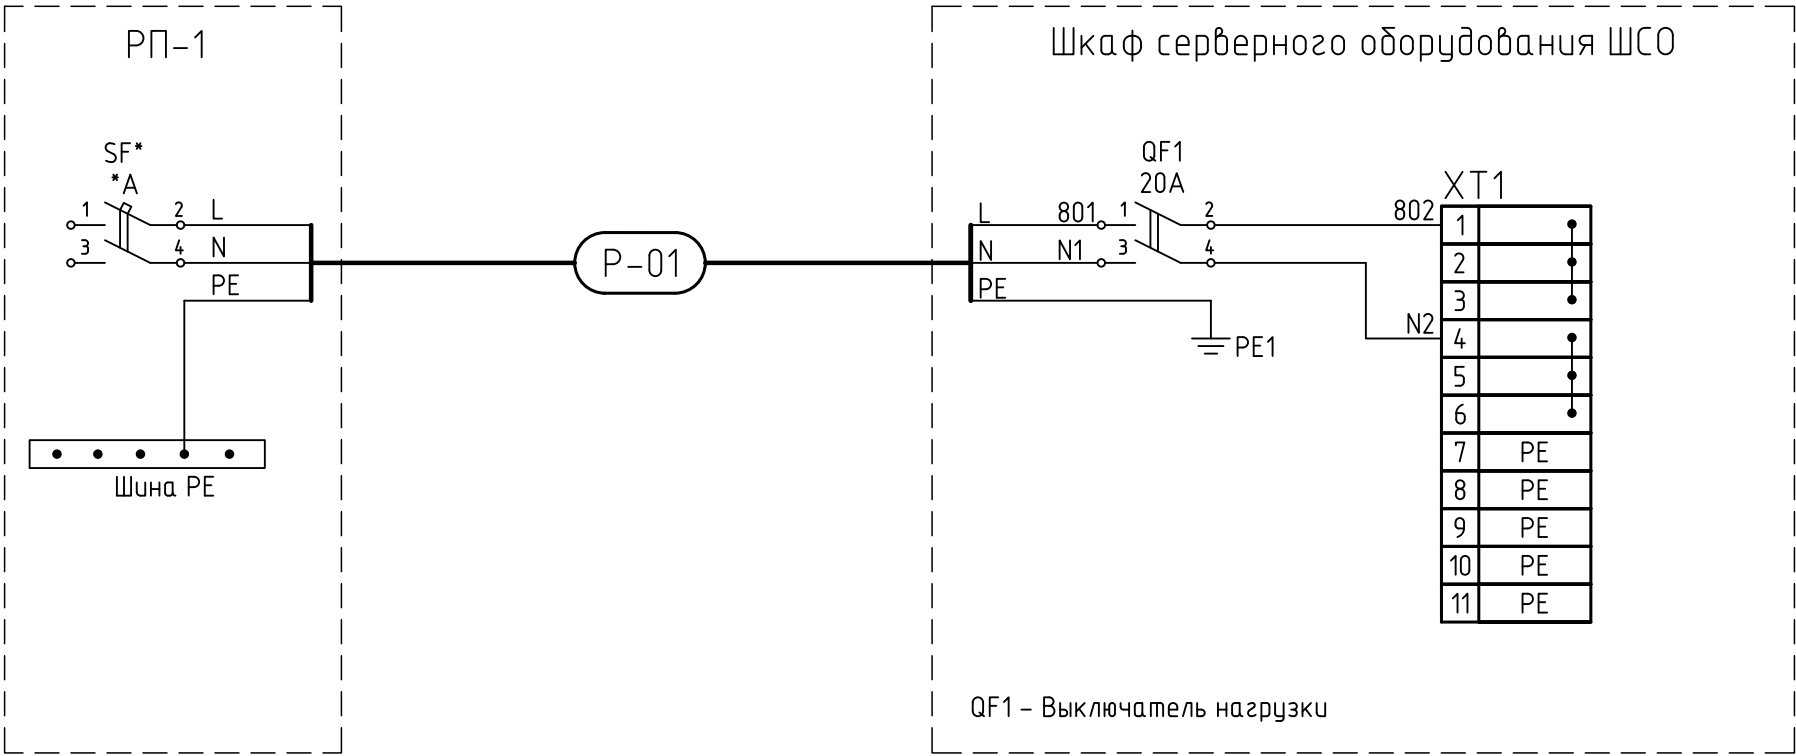 РП-1
SF*
*А
1
2
L
3
4
N
PE
Шина PE
Р-01
Шкаф серверного оборудования ШСО
QF1
20А
L
801
1
2
802
N
N1
3
4
PE
PE1
N2
XT1
1
2
3
4
5
6
7 PE
8 PE
9 PE
10 PE
11 PE
QF1 - Выключатель нагрузки